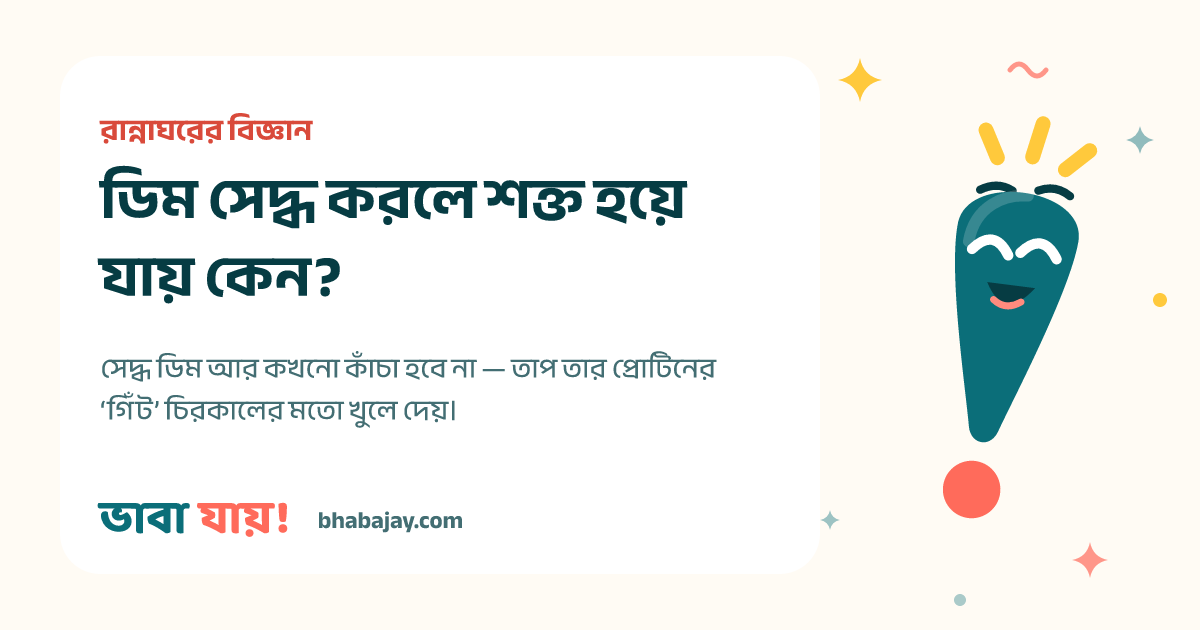 রান্নাঘরের বিজ্ঞান
ডিম সেদ্ধ করলে শক্ত হয়ে
যায় কেন?
সেদ্ধ ডিম আর কখনো কাঁচা হবে না — তাপ তার প্রোটিনের
‘গিঁট’ চিরকালের মতো খুলে দেয়।
ভাবা যায়! bhabajay.com